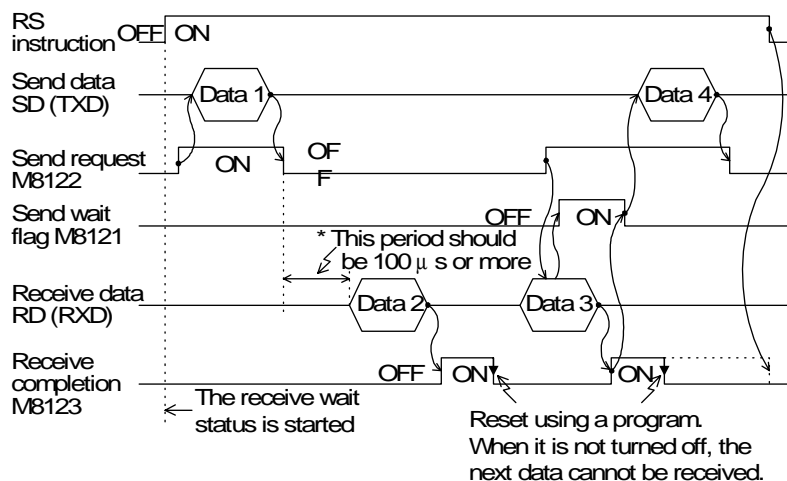 RS
instruction
OFF
ON
Send data
SD (TXD)
Data 1
Data 4
Send request
M8122
ON
OF
F
Send wait
flag M8121
OFF
ON
* This period should
be 100 μ s or more
Receive data
RD (RXD)
Data 2
Data 3
Receive
completion
M8123
OFF
ON
ON
The receive wait
status is started
Reset using a program.
When it is not turned off, the
next data cannot be received.